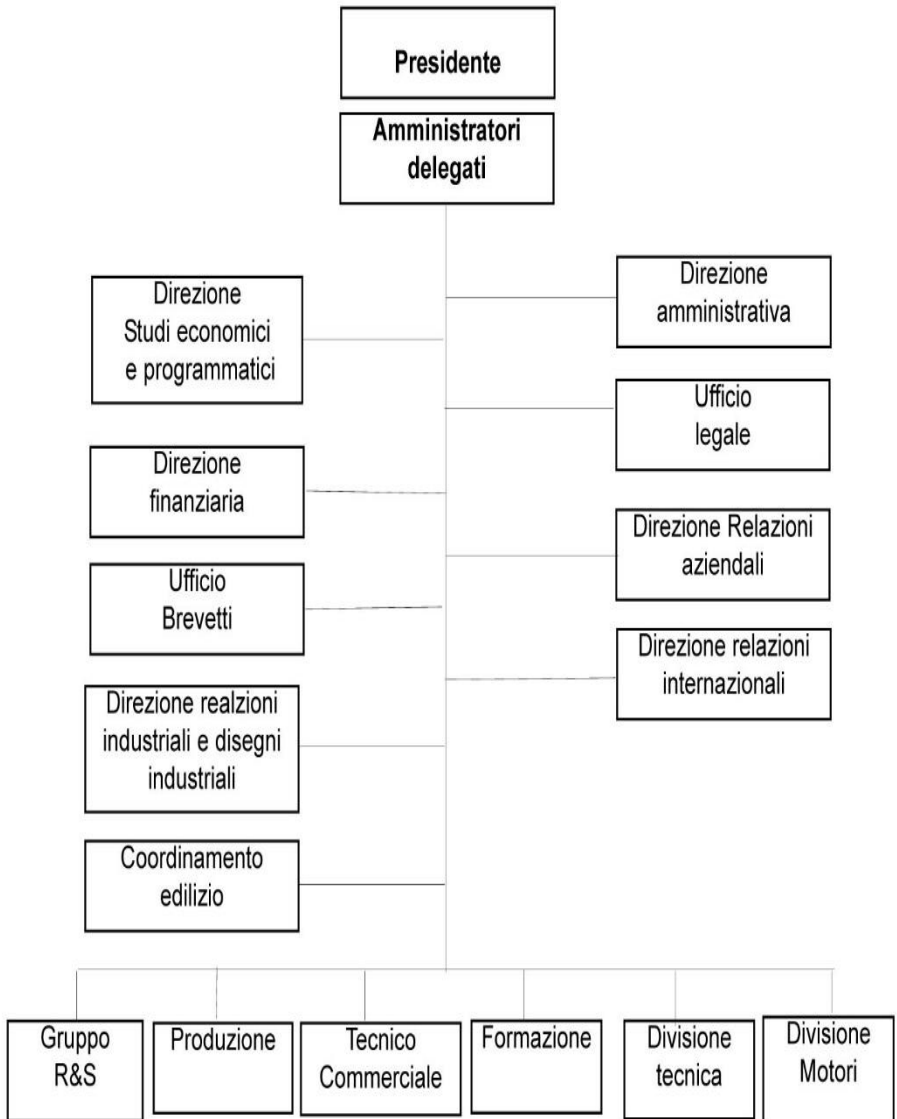 Presidente
Amministratori
delegati
Direzione
Studi economici
e programmatici
Direzione
amministrativa
Ufficio
legale
Direzione
finanziaria
Direzione Relazioni
aziendali
Ufficio
Brevetti
Direzione relazioni
internazionali
Direzione realzioni
industriali e disegni
industriali
Coordinamento
edilizio
Gruppo
R&S
Produzione
Tecnico
Commerciale
Formazione
Divisione
tecnica
Divisione
Motori